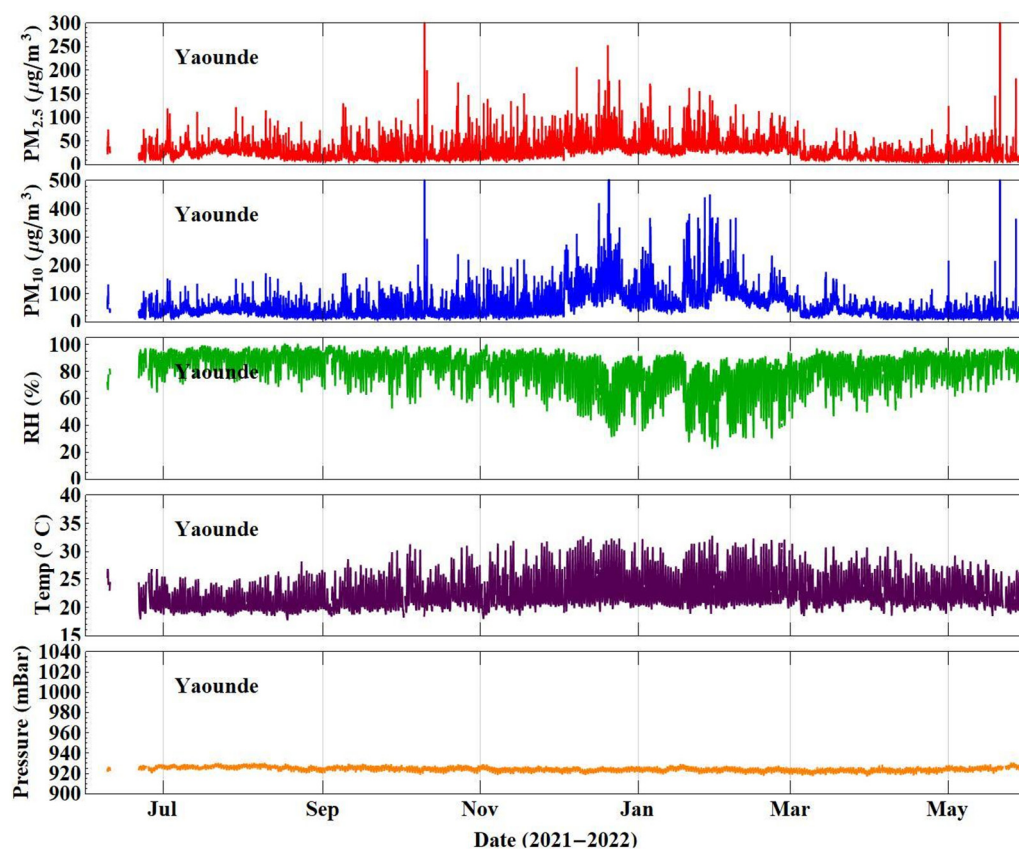 300
250
200
150
100
50
0
PM2.5 (μg/m3)
Yaounde
500
400
300
200
100
0
PM10 (μg/m3)
Yaounde
100
80
60
40
20
0
RH (%)
Yaounde
40
35
30
25
20
15
Temp (° C)
Yaounde
1040
1020
1000
980
960
940
920
900
Pressure (mBar)
Yaounde
Jul Sep Nov Jan Mar May
Date (2021−2022)